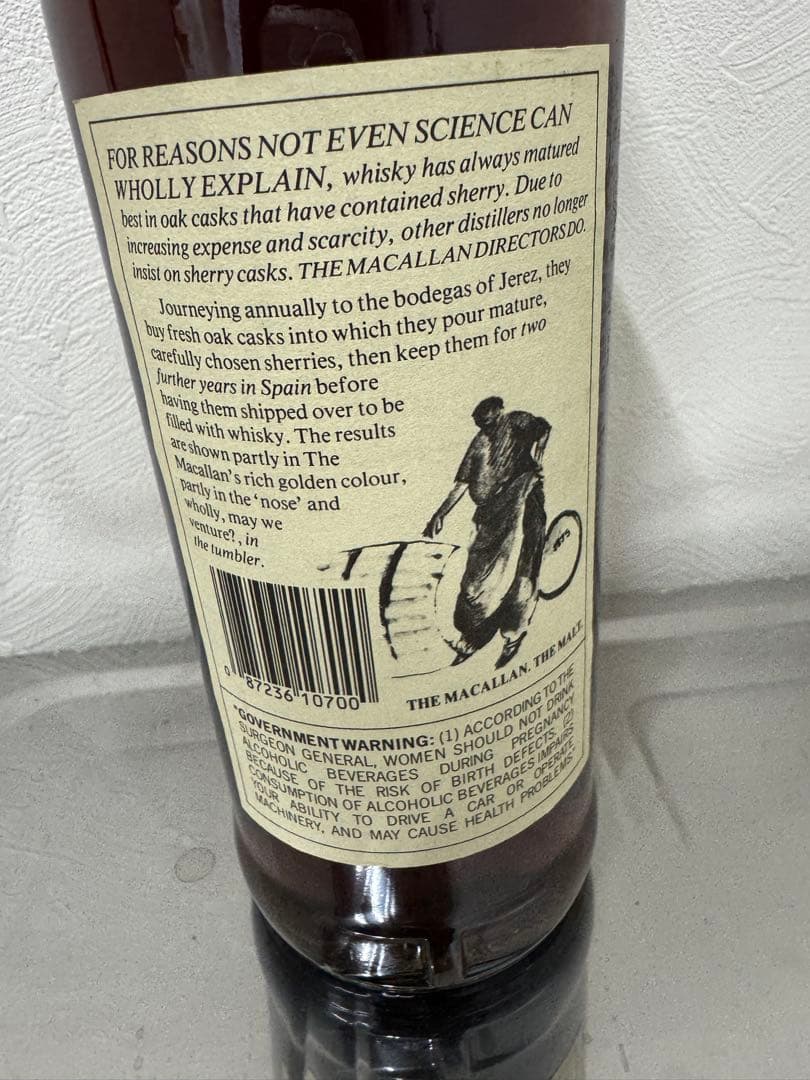 FOR REASONS NOT EVEN SCIENCE CAN
WHOLLY EXPLAIN, whisky has always matured
best in oak casks that have contained sherry. Due to
increasing expense and scarcity, other distillers no longer
insist on sherry casks. THE MACALLAN DIRECTORS DO.
Journeying annually to the bodegas of Jerez, they
buy fresh oak casks into which they pour mature,
carefully chosen sherries, then keep them for two
further years in Spain before
having them shipped over to be
filled with whisky. The results
are shown partly in The
Macallan's rich golden colour,
partly in the 'nose' and
wholly, may we
venture?, in
the tumbler.
0 87236 10700
THE MACALLAN. THE MALT.
"GOVERNMENT WARNING: (1) ACCORDING TO THE
SURGEON GENERAL, WOMEN SHOULD NOT DRINK
ALCOHOLIC BEVERAGES DURING PREGNANCY
BECAUSE OF THE RISK OF BIRTH DEFECTS. (2)
CONSUMPTION OF ALCOHOLIC BEVERAGES IMPAIRS
YOUR ABILITY TO DRIVE A CAR OR OPERATE
MACHINERY, AND MAY CAUSE HEALTH PROBLEMS."